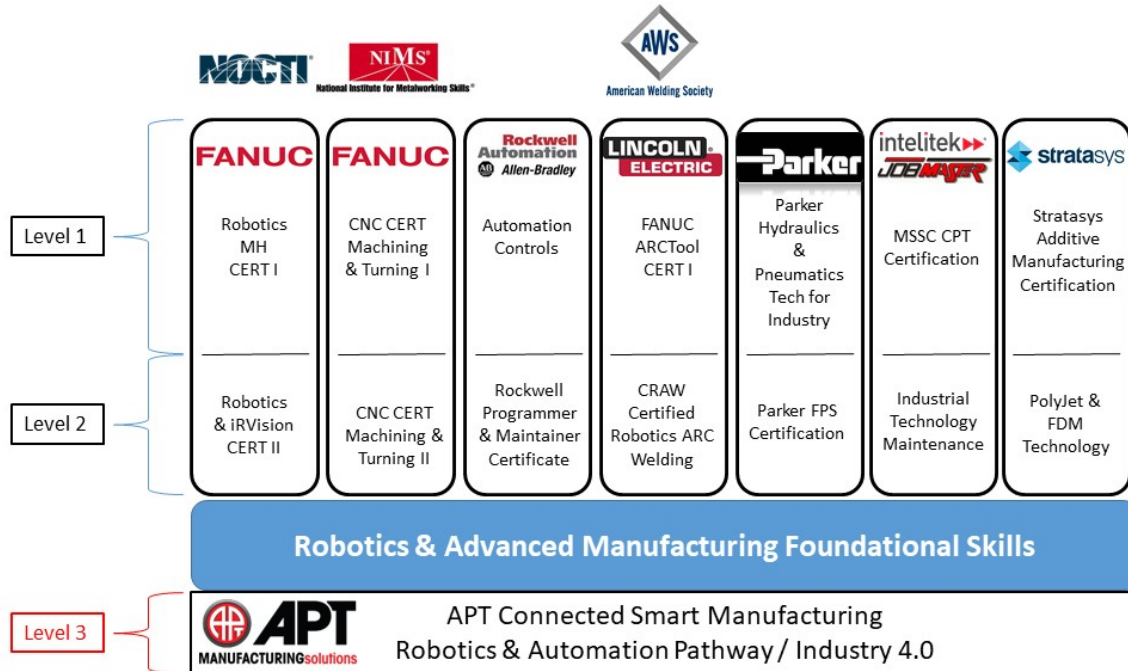 NOCTI
NIMS
National Institute for Metalworking Skills®
AWS
American Welding Society
Level 1
FANUC
Robotics
MH
CERT I
FANUC
CNC CERT
Machining
& Turning I
Rockwell
Automation
AB Allen-Bradley
Automation
Controls
LINCOLN
ELECTRIC
FANUC
ARCTool
CERT I
Parker
Parker
Hydraulics
&
Pneumatics
Tech for
Industry
intelitek
JOBMASTER
MSSC CPT
Certification
stratasys
Stratasys
Additive
Manufacturing
Certification
Level 2
Robotics
& iRVision
CERT II
CNC CERT
Machining &
Turning II
Rockwell
Programmer
& Maintainer
Certificate
CRAW
Certified
Robotics ARC
Welding
Parker FPS
Certification
Industrial
Technology
Maintenance
PolyJet &
FDM
Technology
Robotics & Advanced Manufacturing Foundational Skills
Level 3
APT
MANUFACTURINGsolutions
APT Connected Smart Manufacturing
Robotics & Automation Pathway / Industry 4.0